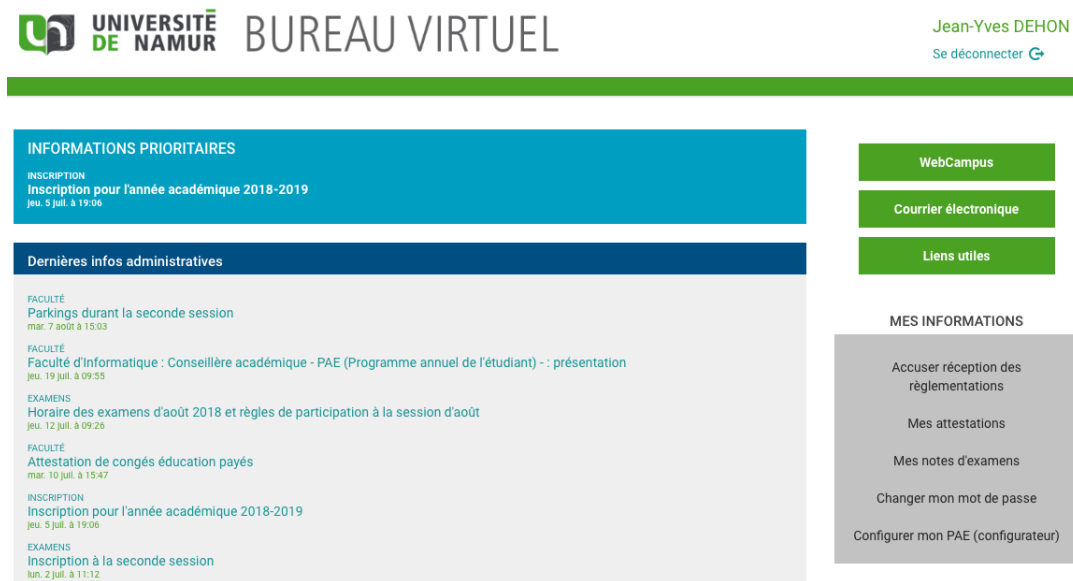 UNIVERSITÉ
DE NAMUR
BUREAU VIRTUEL
Jean-Yves DEHON
Se déconnecter
INFORMATIONS PRIORITAIRES
INSCRIPTION
Inscription pour l'année académique 2018-2019
jeu. 5 juil. à 19:06
Dernières infos administratives
FACULTÉ
Parkings durant la seconde session
mar. 7 août à 15:03
FACULTÉ
Faculté d'Informatique : Conseillère académique - PAE (Programme annuel de l'étudiant) - : présentation
jeu. 19 juil. à 09:55
EXAMENS
Horaire des examens d'août 2018 et règles de participation à la session d'août
jeu. 12 juil. à 09:26
FACULTÉ
Attestation de congés éducation payés
mar. 10 juil. à 15:47
INSCRIPTION
Inscription pour l'année académique 2018-2019
jeu. 5 juil. à 19:06
EXAMENS
Inscription à la seconde session
lun. 2 juil. à 11:12
WebCampus
Courrier électronique
Liens utiles
MES INFORMATIONS
Accuser réception des
règlementations
Mes attestations
Mes notes d'examens
Changer mon mot de passe
Configurer mon PAE (configurateur)